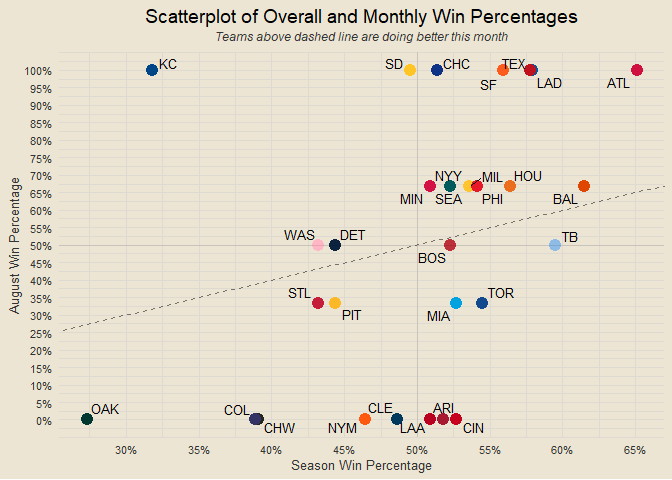 Scatterplot of Overall and Monthly Win Percentages
Teams above dashed line are doing better this month
August Win Percentage
100%
95%
90%
85%
80%
75%
70%
65%
60%
55%
50%
45%
40%
35%
30%
25%
20%
15%
10%
5%
0%
KC
SD
CHC
TEX
SF
LAD
ATL
NYY
MIL
HOU
MIN
SEA
PHI
BAL
WAS
DET
BOS
TB
STL
PIT
MIA
TOR
OAK
COL
CHW
NYM
CLE
LAA
ARI
CIN
30%
35%
40%
45%
50%
55%
60%
65%
Season Win Percentage